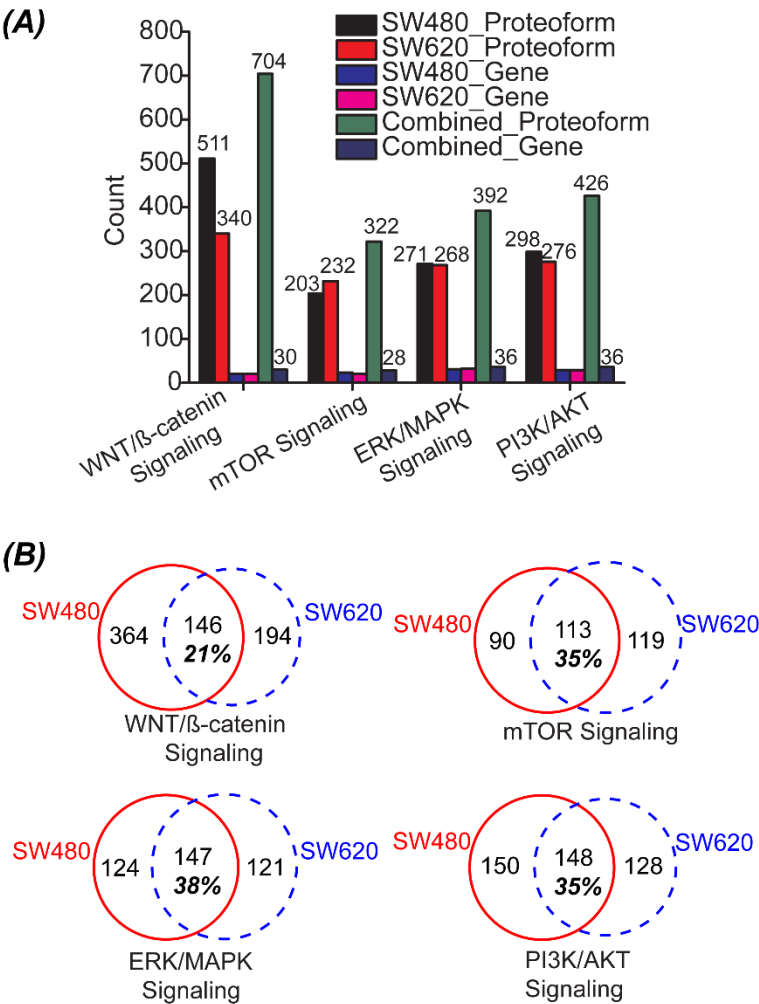 (A)
SW480_Proteoform
SW620_Proteoform
SW480_Gene
SW620_Gene
Combined_Proteoform
Combined_Gene
Count
800
700
600
500
400
300
200
100
0
511
340
704
30
203
232
322
28
271
268
392
36
298
276
426
36
WNT/ß-catenin
Signaling
mTOR Signaling
ERK/MAPK
Signaling
PI3K/AKT
Signaling
(B)
SW480
364
146
21%
194
SW620
WNT/ß-catenin
Signaling
SW480
90
113
35%
119
SW620
mTOR Signaling
SW480
124
147
38%
121
SW620
ERK/MAPK
Signaling
SW480
150
148
35%
128
SW620
PI3K/AKT
Signaling